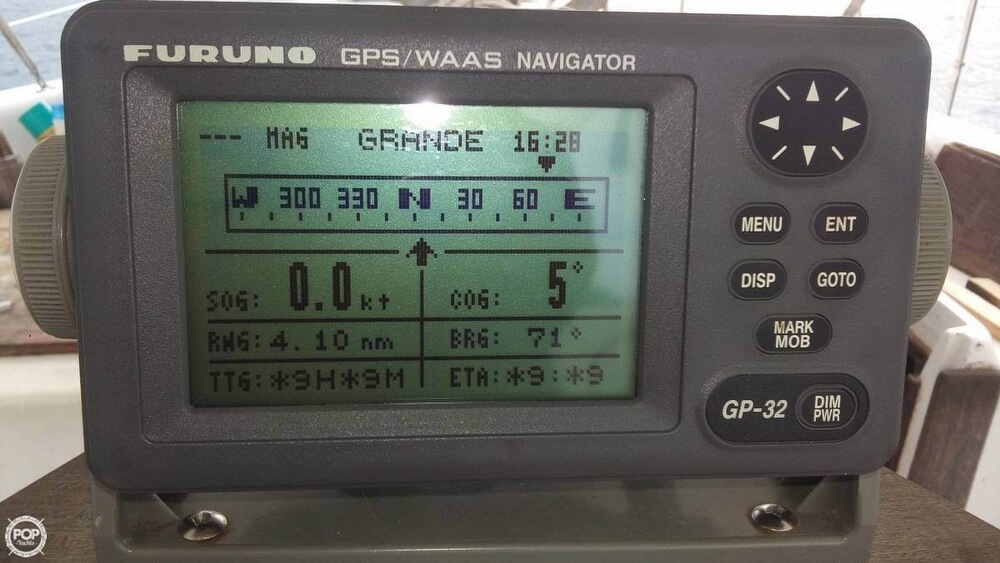 FURUNO GPS/WAAS NAVIGATOR
--- MAG GRANDE 16:28
W 300 330 N 30 60 E
SOG: 0.0 kt COG: 5°
RNG: 4.10 nm BRG: 71°
TTG: *9H*9M ETA: *9:*9
MENU ENT
DISP GOTO
MARK
MOB
GP-32 DIM
PWR
POP
Yachts